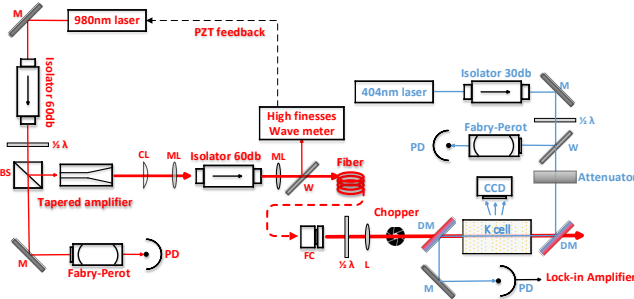 M
980nm laser
PZT feedback
Isolator 60db
½ λ
BS
Tapered amplifier
CL
ML
Isolator 60db
ML
High finesses
Wave meter
W
Fiber
M
Fabry-Perot
PD
FC
½ λ
L
Chopper
DM
404nm laser
Isolator 30db
M
½ λ
PD
Fabry-Perot
W
Attenuator
CCD
K cell
DM
M
PD
Lock-in Amplifier